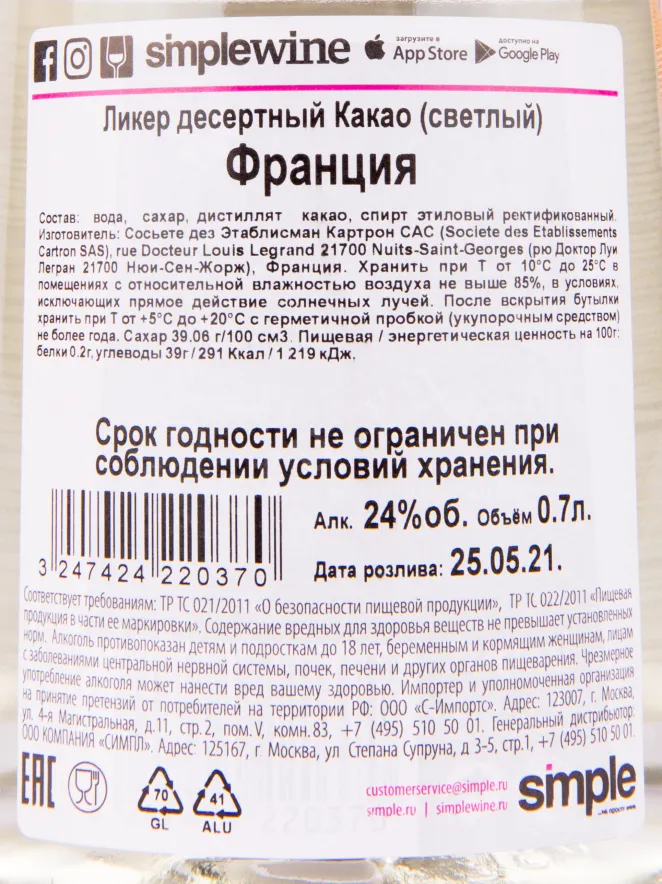 simplewine загрузите в App Store доступно на Google Play
Ликер десертный Какао (светлый)
Франция
Состав: вода, сахар, дистиллят какао, спирт этиловый ректификованный.
Изготовитель: Сосьете дез Этаблисман Картрон САС (Societe des Etablissements
Cartron SAS), rue Docteur Louis Legrand 21700 Nuits-Saint-Georges (рю Доктор Луи
Легран 21700 Нюи-Сен-Жорж), Франция. Хранить при Т от 10°С до 25°С в
помещениях с относительной влажностью воздуха не выше 85%, в условиях,
исключающих прямое действие солнечных лучей. После вскрытия бутылки
хранить при Т от +5°С до +20°С с герметичной пробкой (укупорочным средством)
не более года. Сахар 39.06 г/100 см3. Пищевая / энергетическая ценность на 100г:
белки 0.2г, углеводы 39г / 291 Ккал / 1 219 кДж.
Срок годности не ограничен при
соблюдении условий хранения.
Алк. 24%об. Объём 0.7л.
3 247424 220370
Дата розлива: 25.05.21.
Соответствует требованиям: ТР ТС 021/2011 «О безопасности пищевой продукции», ТР ТС 022/2011 «Пищевая
продукция в части ее маркировки». Содержание вредных для здоровья веществ не превышает установленных
норм. Алкоголь противопоказан детям и подросткам до 18 лет, беременным и кормящим женщинам, лицам
с заболеваниями центральной нервной системы, почек, печени и других органов пищеварения. Чрезмерное
употребление алкоголя может нанести вред вашему здоровью. Импортер и уполномоченная организация
на принятие претензий от потребителей на территории РФ: ООО «С-Импортс». Адрес: 123007, г. Москва,
ул. 4-я Магистральная, д.11, стр.2, пом.V, комн.83, +7 (495) 510 50 01. Генеральный дистрибьютор:
ООО КОМПАНИЯ «СИМПЛ». Адрес: 125167, г. Москва, ул Степана Супруна, д 3-5, стр.1, +7 (495) 510 50 01.
EAC
70 GL
41 ALU
customerservice@simple.ru
simple.ru | simplewine.ru
simple
...не просто вино